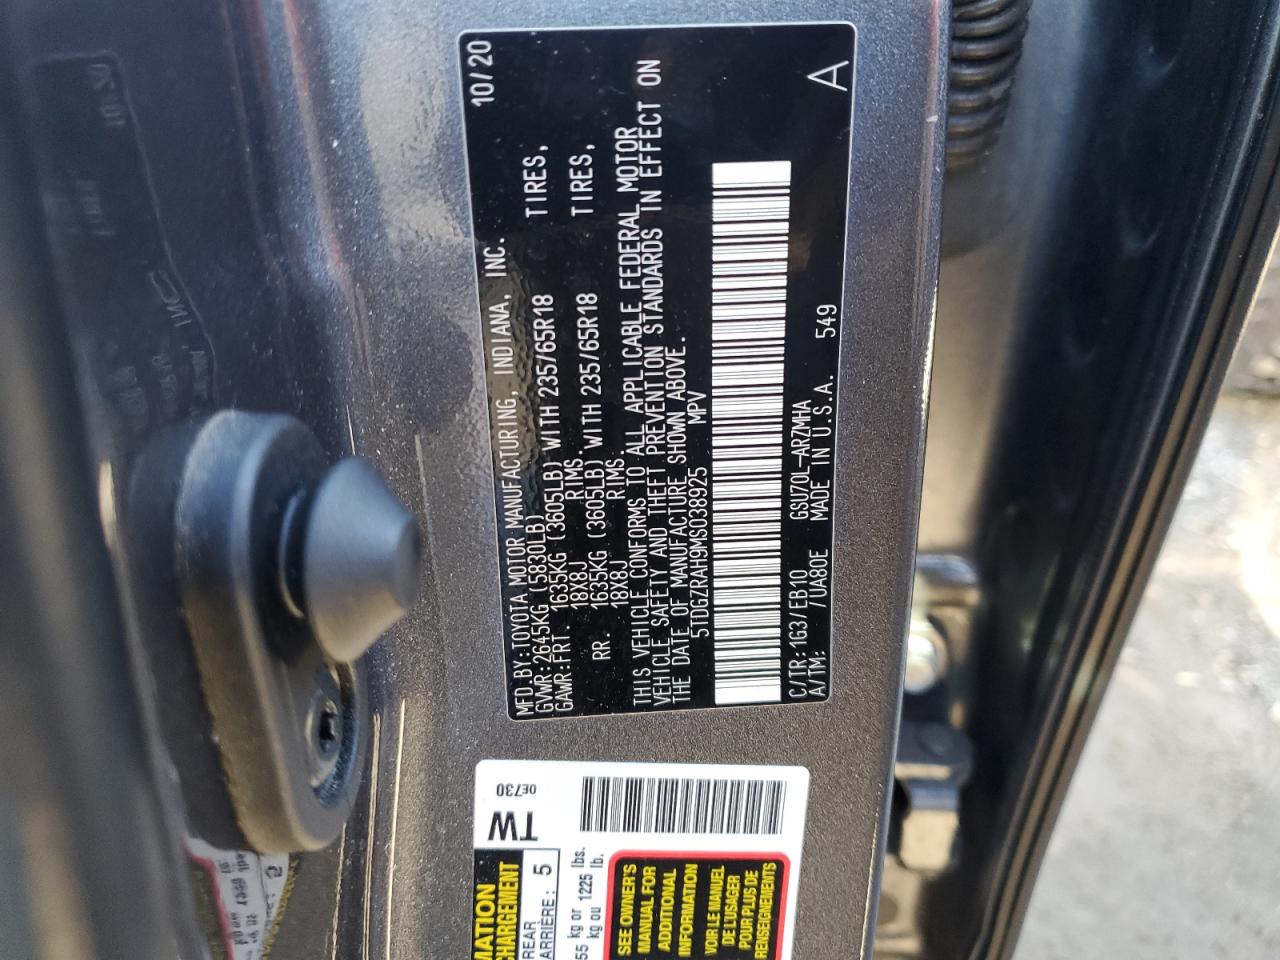 MFD.BY:TOYOTA MOTOR MANUFACTURING, INDIANA, INC. 10/20
GVWR:2645KG (5830LB)
GAWR:FRT. 1635KG (3605LB) WITH 235/65R18 TIRES,
18X8J RIMS.
RR. 1635KG (3605LB) WITH 235/65R18 TIRES,
18X8J RIMS.
THIS VEHICLE CONFORMS TO ALL APPLICABLE FEDERAL MOTOR
VEHICLE SAFETY AND THEFT PREVENTION STANDARDS IN EFFECT ON
THE DATE OF MANUFACTURE SHOWN ABOVE.
5TDGZRAH9MS038925 MPV
C/TR:1G3/EB10 GSU70L-ARZMHA
A/TM: /UA80E MADE IN U.S.A. 549 A
TW 0E730
MATION
CHARGEMENT
REAR
ARRIÈRE: 5
55 kg or 1225 lbs.
kg ou lb.
SEE OWNER'S
MANUAL FOR
ADDITIONAL
INFORMATION
VOIR LE MANUEL
DE L'USAGER
POUR PLUS DE
RENSEIGNEMENTS